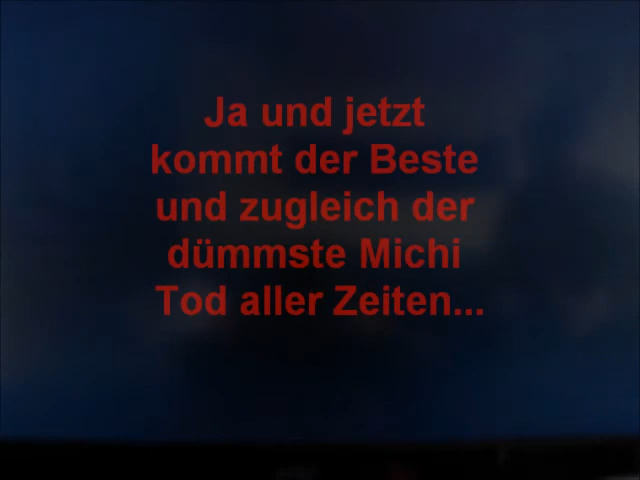 Ja und jetzt
kommt der Beste
und zugleich der
dümmste Michi
Tod aller Zeiten...